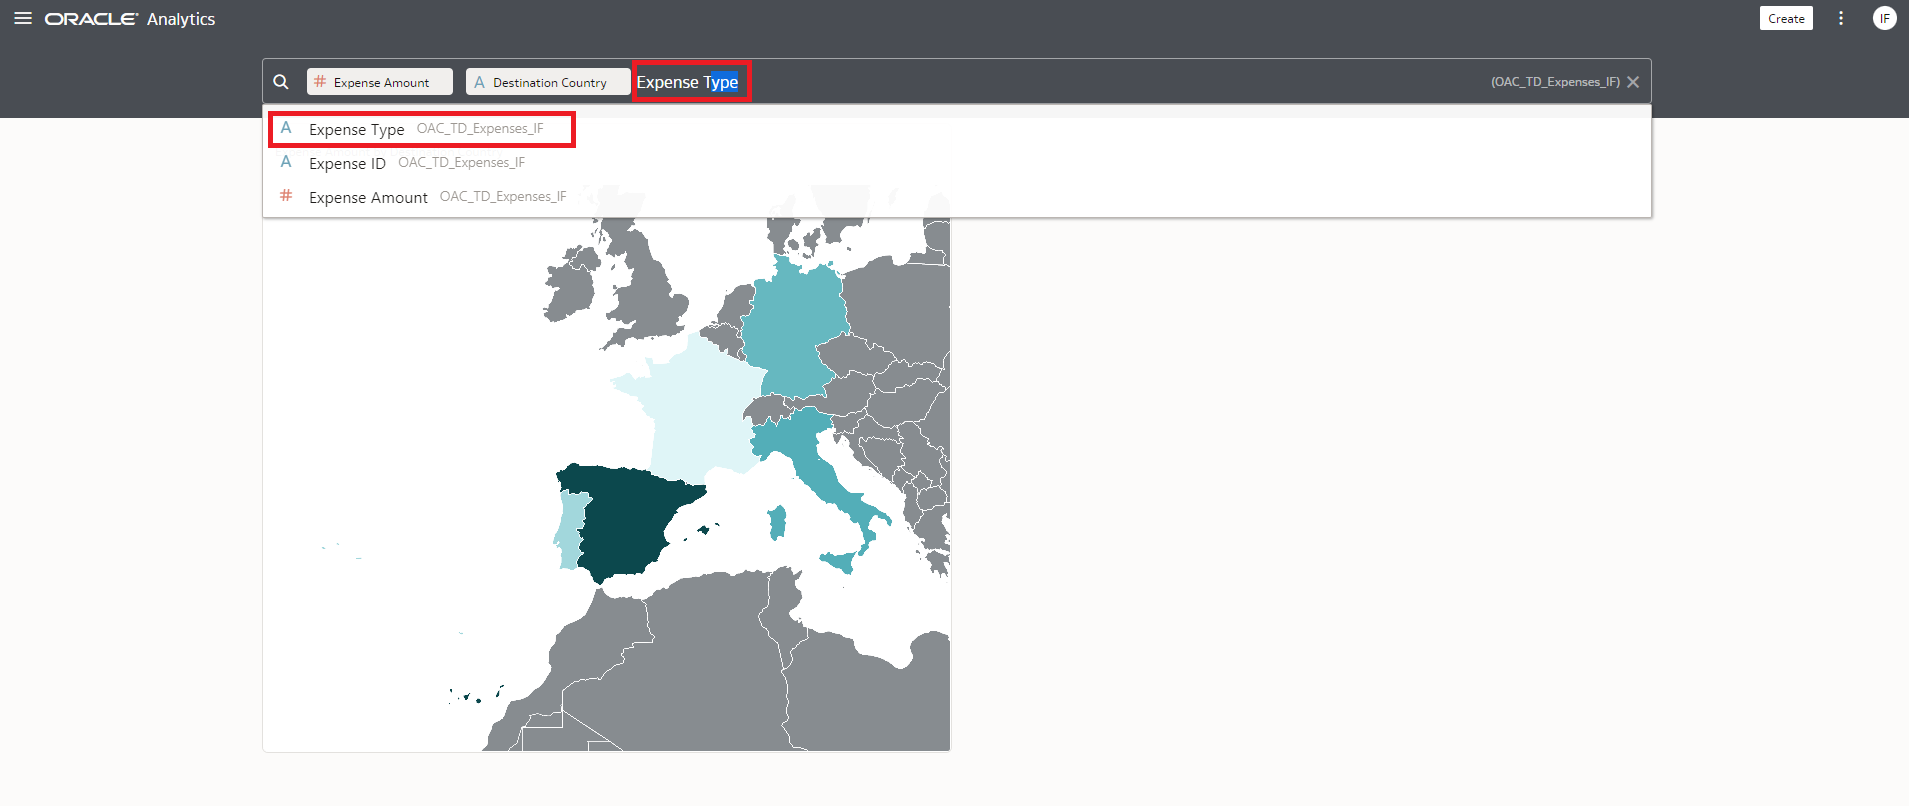 ORACLE Analytics
Create
IF
# Expense Amount A Destination Country Expense Type (OAC_TD_Expenses_IF)
A Expense Type OAC_TD_Expenses_IF
A Expense ID OAC_TD_Expenses_IF
# Expense Amount OAC_TD_Expenses_IF